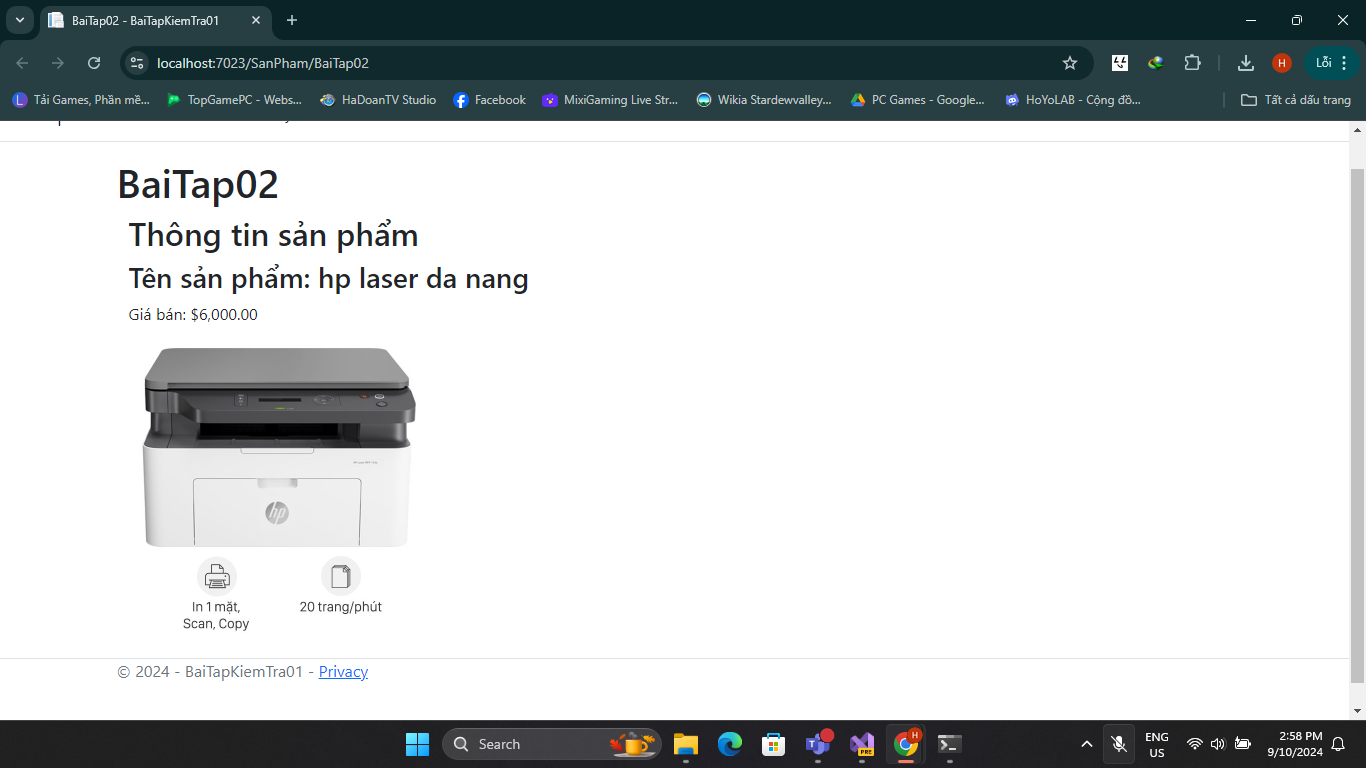 BaiTap02 - BaiTapKiemTra01
localhost:7023/SanPham/BaiTap02
H
Lỗi
Tải Games, Phần mề...
TopGamePC - Webs...
HaDoanTV Studio
Facebook
MixiGaming Live Str...
Wikia Stardewvalley...
PC Games - Google...
HoYoLAB - Cộng đồ...
Tất cả dấu trang
BaiTap02
Thông tin sản phẩm
Tên sản phẩm: hp laser da nang
Giá bán: $6,000.00
hp
In 1 mặt,
Scan, Copy
20 trang/phút
© 2024 - BaiTapKiemTra01 - Privacy
Search
PRE
H
ENG
US
2:58 PM
9/10/2024